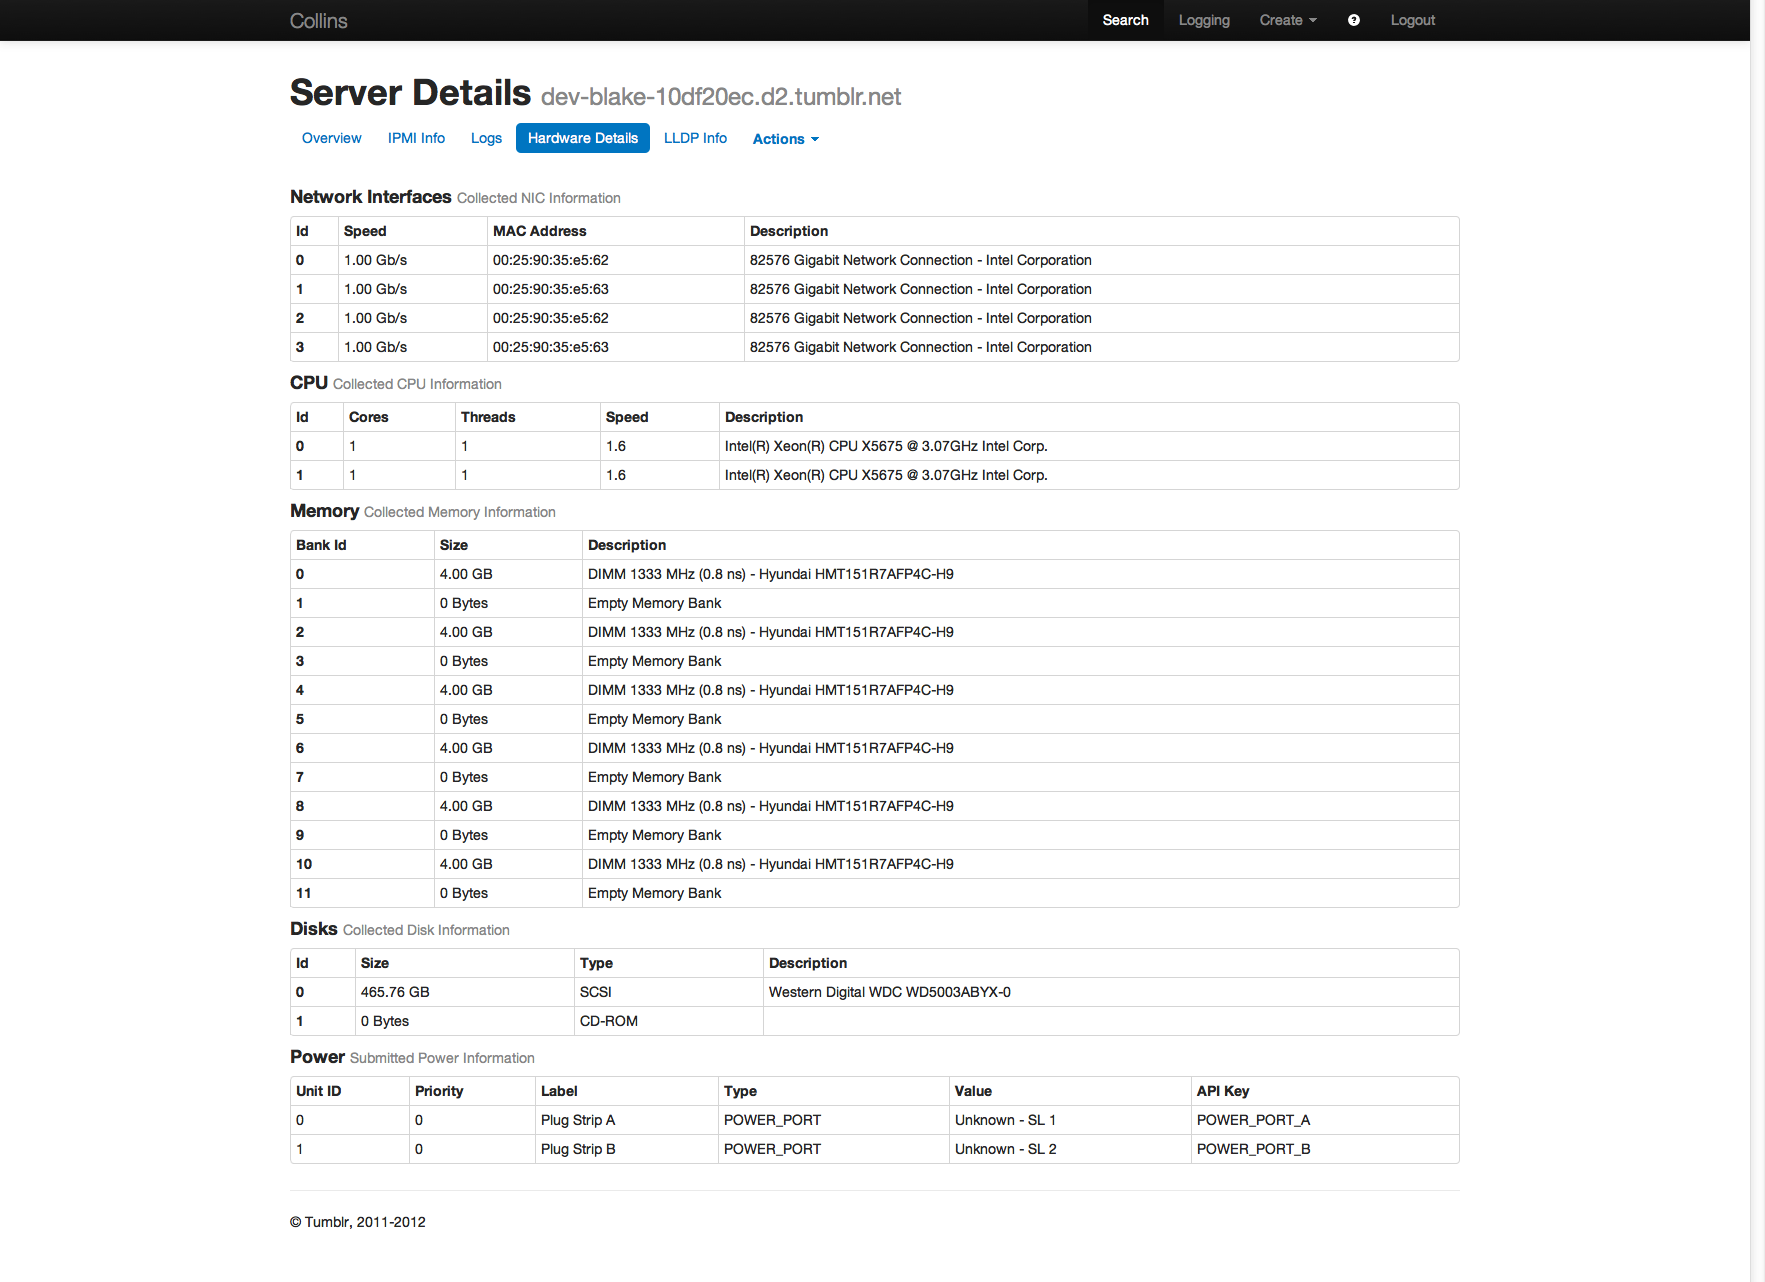 Collins Search Logging Create Logout
Server Details dev-blake-10df20ec.d2.tumblr.net
Overview IPMI Info Logs Hardware Details LLDP Info Actions
Network Interfaces Collected NIC Information
Id Speed MAC Address Description
0 1.00 Gb/s 00:25:90:35:e5:62 82576 Gigabit Network Connection - Intel Corporation
1 1.00 Gb/s 00:25:90:35:e5:63 82576 Gigabit Network Connection - Intel Corporation
2 1.00 Gb/s 00:25:90:35:e5:62 82576 Gigabit Network Connection - Intel Corporation
3 1.00 Gb/s 00:25:90:35:e5:63 82576 Gigabit Network Connection - Intel Corporation
CPU Collected CPU Information
Id Cores Threads Speed Description
0 1 1 1.6 Intel(R) Xeon(R) CPU X5675 @ 3.07GHz Intel Corp.
1 1 1 1.6 Intel(R) Xeon(R) CPU X5675 @ 3.07GHz Intel Corp.
Memory Collected Memory Information
Bank Id Size Description
0 4.00 GB DIMM 1333 MHz (0.8 ns) - Hyundai HMT151R7AFP4C-H9
1 0 Bytes Empty Memory Bank
2 4.00 GB DIMM 1333 MHz (0.8 ns) - Hyundai HMT151R7AFP4C-H9
3 0 Bytes Empty Memory Bank
4 4.00 GB DIMM 1333 MHz (0.8 ns) - Hyundai HMT151R7AFP4C-H9
5 0 Bytes Empty Memory Bank
6 4.00 GB DIMM 1333 MHz (0.8 ns) - Hyundai HMT151R7AFP4C-H9
7 0 Bytes Empty Memory Bank
8 4.00 GB DIMM 1333 MHz (0.8 ns) - Hyundai HMT151R7AFP4C-H9
9 0 Bytes Empty Memory Bank
10 4.00 GB DIMM 1333 MHz (0.8 ns) - Hyundai HMT151R7AFP4C-H9
11 0 Bytes Empty Memory Bank
Disks Collected Disk Information
Id Size Type Description
0 465.76 GB SCSI Western Digital WDC WD5003ABYX-0
1 0 Bytes CD-ROM
Power Submitted Power Information
Unit ID Priority Label Type Value API Key
0 0 Plug Strip A POWER_PORT Unknown - SL 1 POWER_PORT_A
1 0 Plug Strip B POWER_PORT Unknown - SL 2 POWER_PORT_B
© Tumblr, 2011-2012